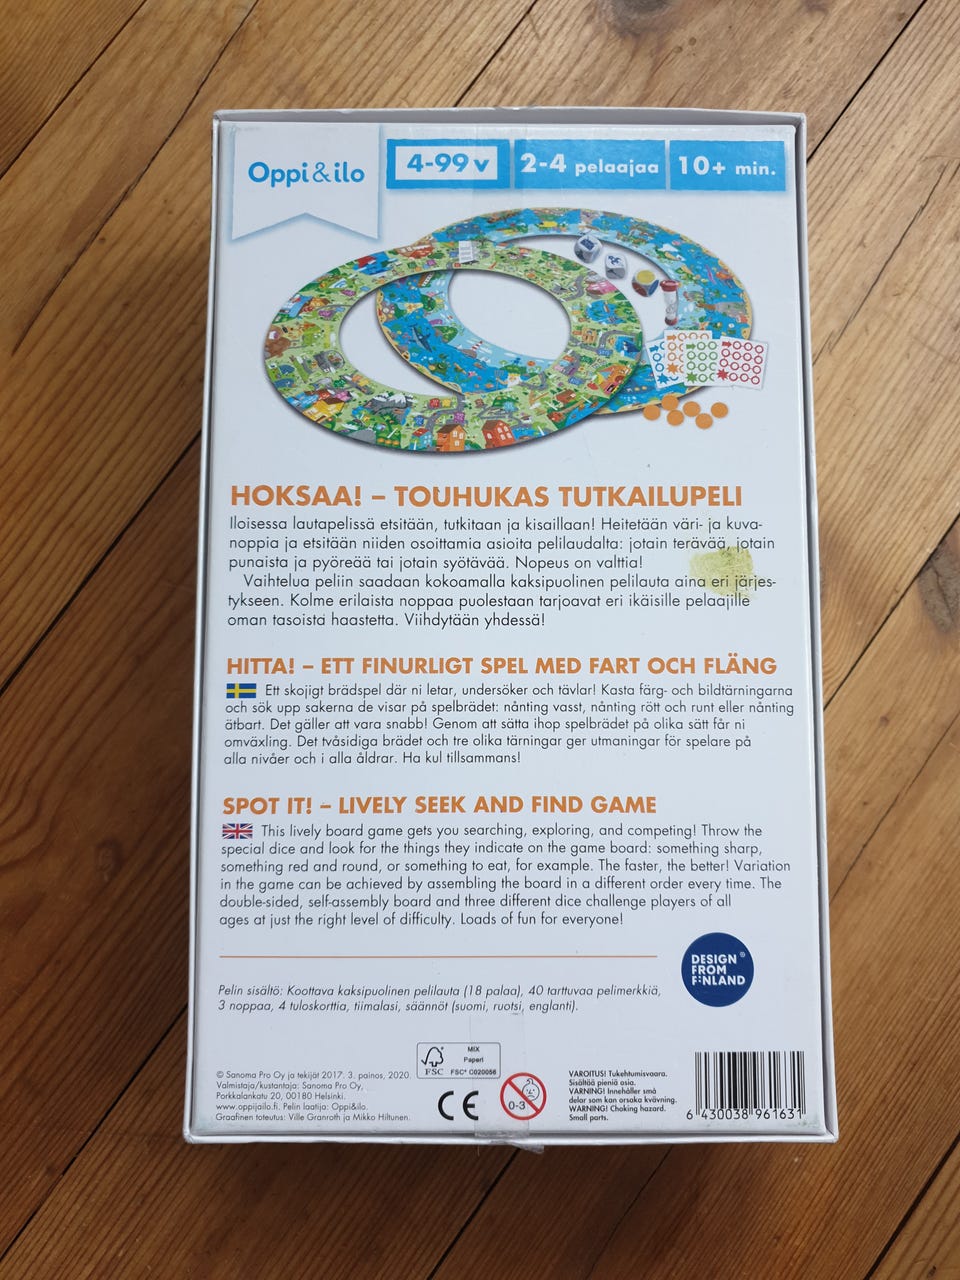 Oppi&ilo
4-99 v
2-4 pelaajaa
10+ min.
HOKSAA! – TOUHUKAS TUTKAILUPELI
Iloisessa lautapelissä etsitään, tutkitaan ja kisaillaan! Heitetään väri- ja kuva-
noppia ja etsitään niiden osoittamia asioita pelilaudalta: jotain terävää, jotain
punaista ja pyöreää tai jotain syötävää. Nopeus on valttia!
Vaihtelua peliin saadaan kokoamalla kaksipuolinen pelilauta aina eri järjes-
tykseen. Kolme erilaista noppaa puolestaan tarjoavat eri ikäisille pelaajille
oman tasoista haastetta. Viihdytään yhdessä!
HITTA! – ETT FINURLIGT SPEL MED FART OCH FLÄNG
Ett skojigt brädspel där ni letar, undersöker och tävlar! Kasta färg- och bildtärningarna
och sök upp sakerna de visar på spelbrädet: nånting vasst, nånting rött och runt eller nånting
ätbart. Det gäller att vara snabb! Genom att sätta ihop spelbrädet på olika sätt får ni
omväxling. Det tvåsidiga brädet och tre olika tärningar ger utmaningar för spelare på
alla nivåer och i alla åldrar. Ha kul tillsammans!
SPOT IT! – LIVELY SEEK AND FIND GAME
This lively board game gets you searching, exploring, and competing! Throw the
special dice and look for the things they indicate on the game board: something sharp,
something red and round, or something to eat, for example. The faster, the better! Variation
in the game can be achieved by assembling the board in a different order every time. The
double-sided, self-assembly board and three different dice challenge players of all
ages at just the right level of difficulty. Loads of fun for everyone!
DESIGN ®
FROM
FINLAND
Pelin sisältö: Koottava kaksipuolinen pelilauta (18 palaa), 40 tarttuvaa pelimerkkiä,
3 noppaa, 4 tuloskorttia, tiimalasi, säännöt (suomi, ruotsi, englanti).
FSC
MIX
Paperi
FSC® C020056
© Sanoma Pro Oy ja tekijät 2017. 3. painos, 2020.
Valmistaja/kustantaja: Sanoma Pro Oy,
Porkkalankatu 20, 00180 Helsinki.
www.oppijailo.fi. Pelin laatija: Oppi&ilo.
Graafinen toteutus: Ville Granroth ja Mikko Hiltunen.
CE
0-3
VAROITUS! Tukehtumisvaara.
Sisältää pieniä osia.
VARNING! Innehåller små
delar som kan orsaka kvävning.
WARNING! Choking hazard.
Small parts.
6 430038 961631